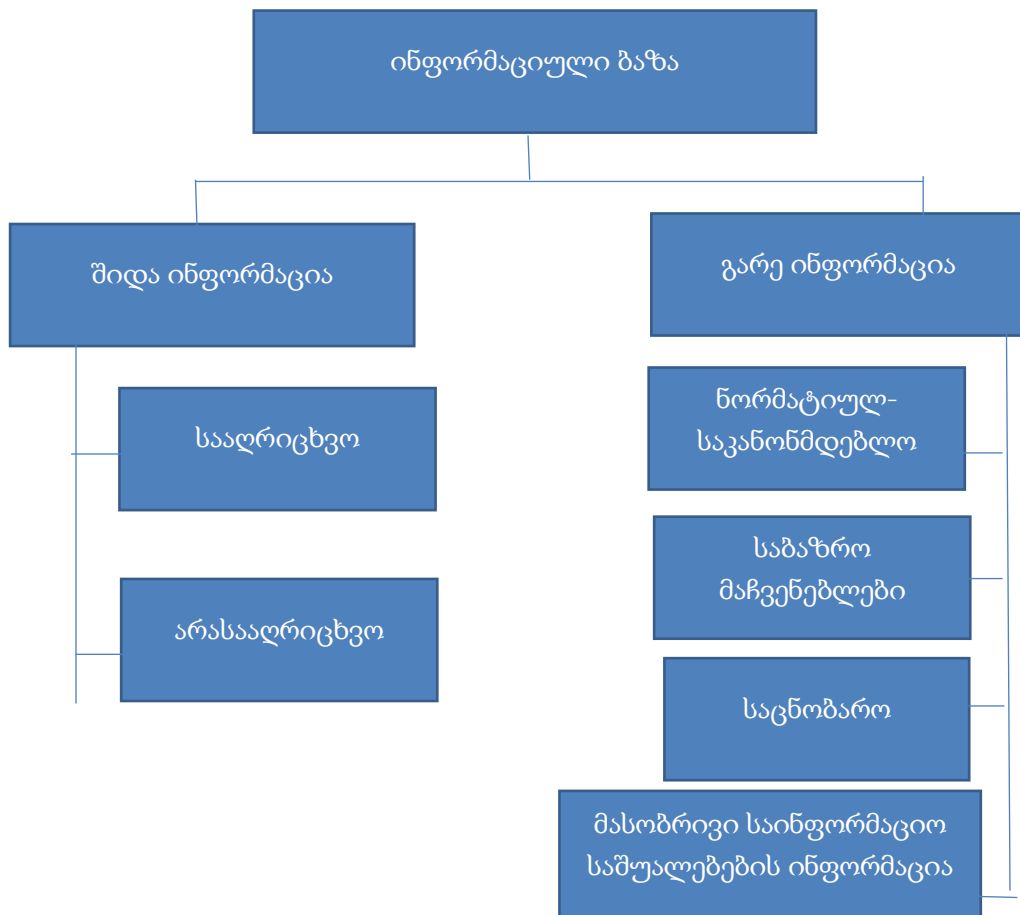 ინფორმაციული ბაზა
შიდა ინფორმაცია
სააღრიცხვო
არასააღრიცხვო
გარე ინფორმაცია
ნორმატიულ-
საკანონმდებლო
საბაზრო
მაჩვენებლები
საცნობარო
მასობრივი საინფორმაციო
საშუალებების ინფორმაცია